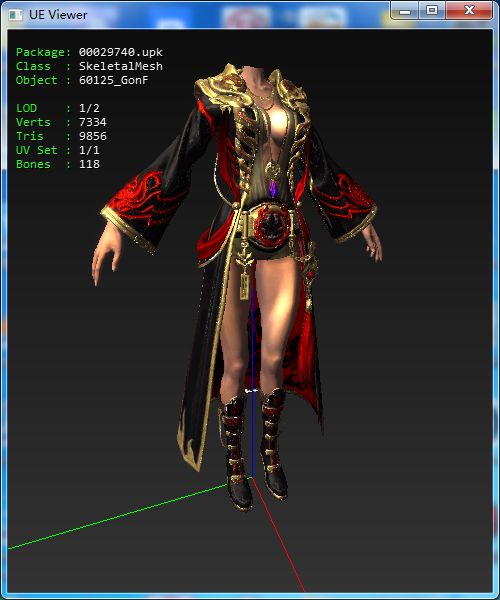 UE Viewer
Package: 00029740.upk
Class  : SkeletalMesh
Object : 60125_GonF
LOD    : 1/2
Verts  : 7334
Tris   : 9856
UV Set : 1/1
Bones  : 118